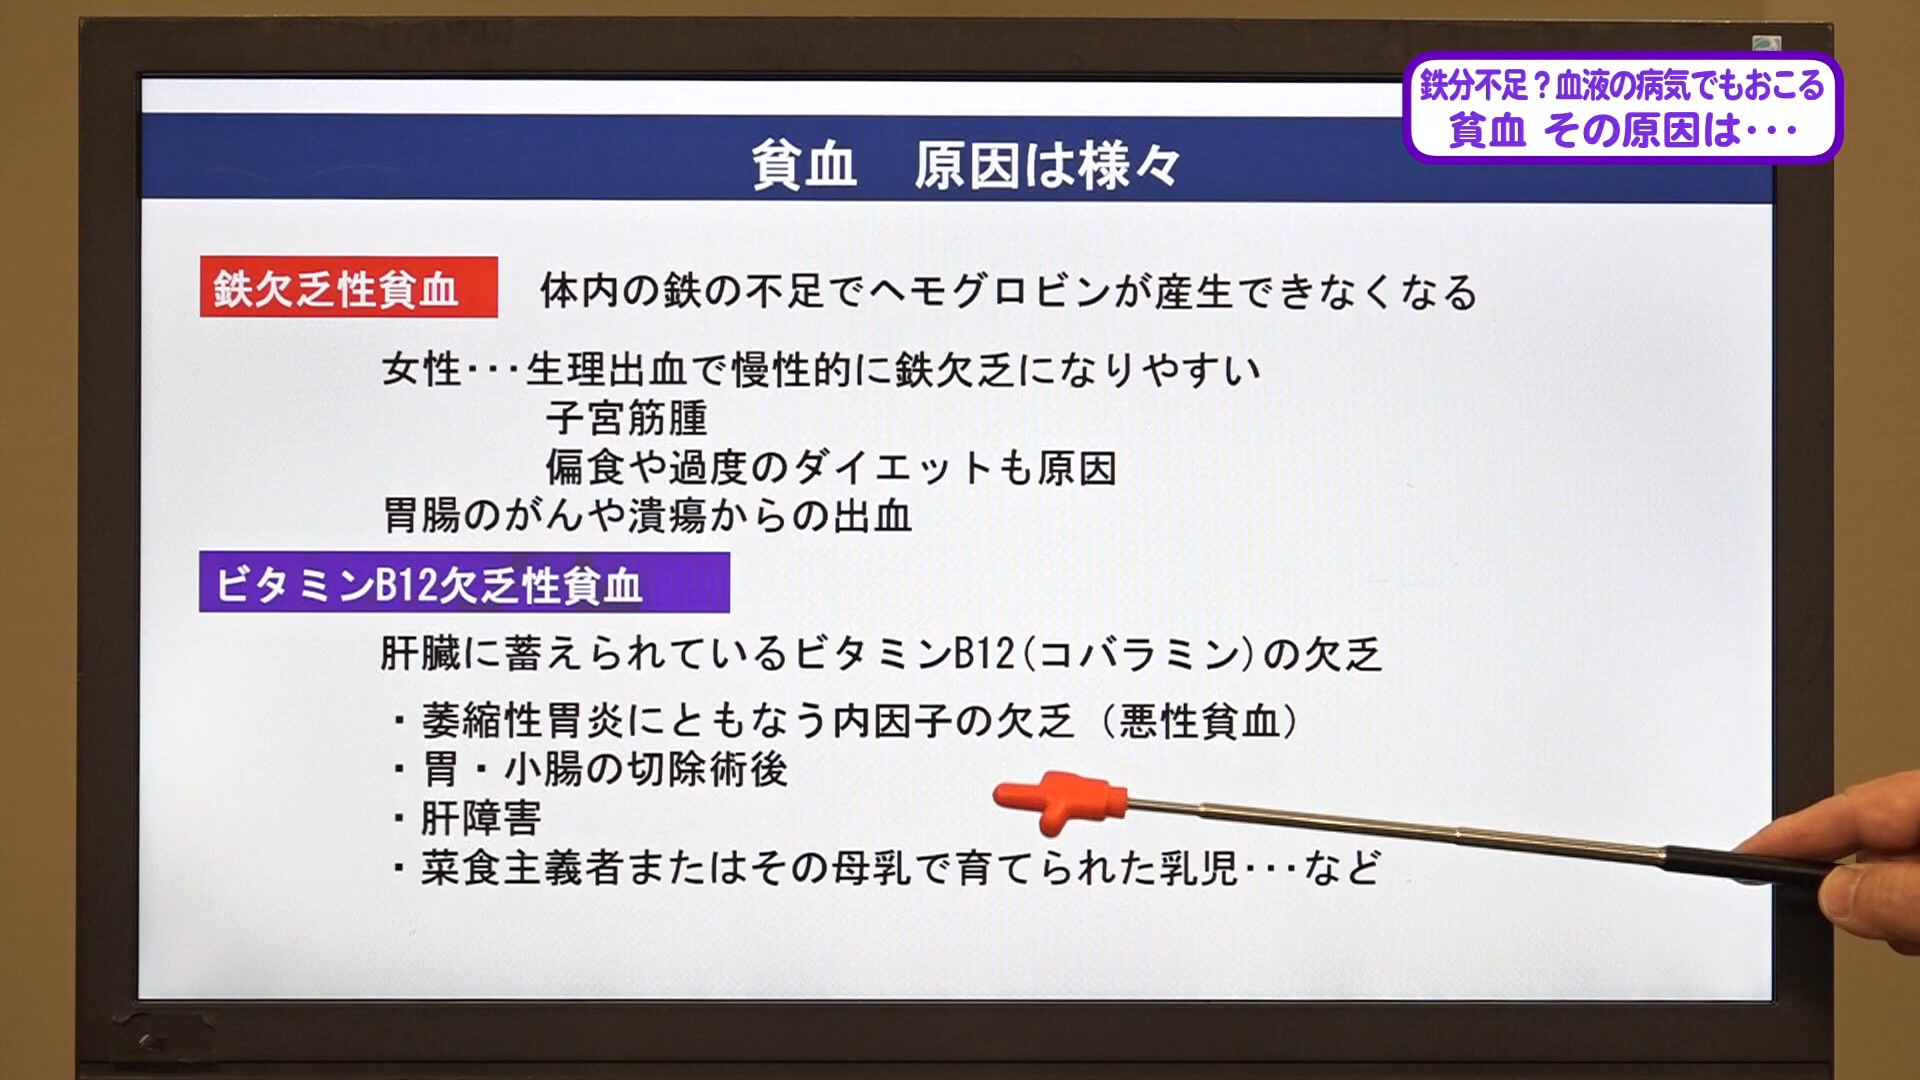 鉄分不足？血液の病気でもおこる
貧血 その原因は･･･
貧血　原因は様々
鉄欠乏性貧血　体内の鉄の不足でヘモグロビンが産生できなくなる
女性･･･生理出血で慢性的に鉄欠乏になりやすい
子宮筋腫
偏食や過度のダイエットも原因
胃腸のがんや潰瘍からの出血
ビタミンB12欠乏性貧血
肝臓に蓄えられているビタミンB12(コバラミン)の欠乏
・萎縮性胃炎にともなう内因子の欠乏（悪性貧血）
・胃・小腸の切除術後
・肝障害
・菜食主義者またはその母乳で育てられた乳児･･･など